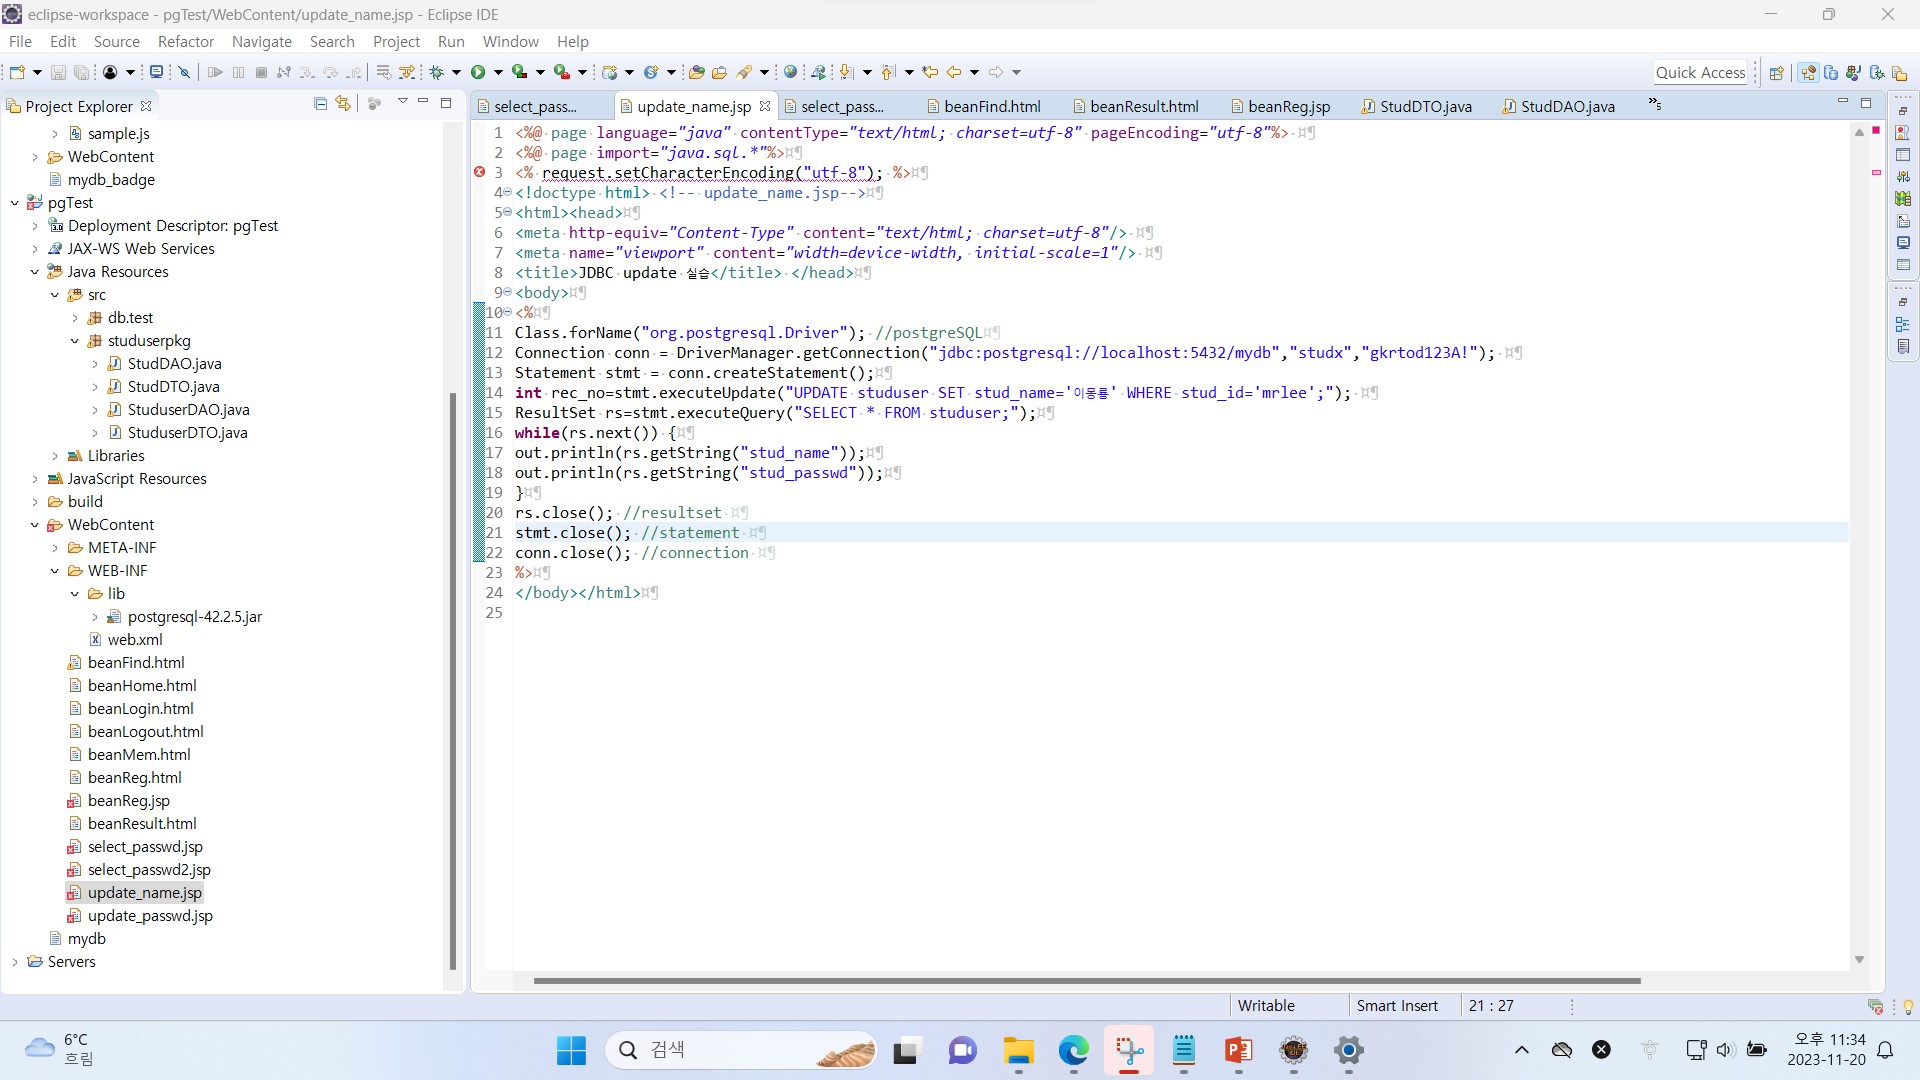 eclipse-workspace - pgTest/WebContent/update_name.jsp - Eclipse IDE
File Edit Source Refactor Navigate Search Project Run Window Help
Quick Access
Project Explorer
select_pass... update_name.jsp select_pass... beanFind.html beanResult.html beanReg.jsp StudDTO.java StudDAO.java »5
sample.js
WebContent
mydb_badge
pgTest
Deployment Descriptor: pgTest
JAX-WS Web Services
Java Resources
src
db.test
studuserpkg
StudDAO.java
StudDTO.java
StuduserDAO.java
StuduserDTO.java
Libraries
JavaScript Resources
build
WebContent
META-INF
WEB-INF
lib
postgresql-42.2.5.jar
web.xml
beanFind.html
beanHome.html
beanLogin.html
beanLogout.html
beanMem.html
beanReg.html
beanReg.jsp
beanResult.html
select_passwd.jsp
select_passwd2.jsp
update_name.jsp
update_passwd.jsp
mydb
Servers
1 <%@ page language="java" contentType="text/html; charset=utf-8" pageEncoding="utf-8"%> ¤¶
2 <%@ page import="java.sql.*"%>¤¶
3 <% request.setCharacterEncoding("utf-8"); %>¤¶
4 <!doctype html> <!-- update_name.jsp-->¤¶
5 <html><head>¤¶
6 <meta http-equiv="Content-Type" content="text/html; charset=utf-8"/> ¤¶
7 <meta name="viewport" content="width=device-width, initial-scale=1"/> ¤¶
8 <title>JDBC update 실습</title> </head>¤¶
9 <body>¤¶
10 <%¤¶
11 Class.forName("org.postgresql.Driver"); //postgreSQL¤¶
12 Connection conn = DriverManager.getConnection("jdbc:postgresql://localhost:5432/mydb","studx","gkrtod123A!"); ¤¶
13 Statement stmt = conn.createStatement();¤¶
14 int rec_no=stmt.executeUpdate("UPDATE studuser SET stud_name='이몽룡' WHERE stud_id='mrlee';"); ¤¶
15 ResultSet rs=stmt.executeQuery("SELECT * FROM studuser;");¤¶
16 while(rs.next()) {¤¶
17 out.println(rs.getString("stud_name"));¤¶
18 out.println(rs.getString("stud_passwd"));¤¶
19 }¤¶
20 rs.close(); //resultset ¤¶
21 stmt.close(); //statement ¤¶
22 conn.close(); //connection ¤¶
23 %>¤¶
24 </body></html>¤¶
25
Writable Smart Insert 21 : 27
6°C
흐림
검색
오후 11:34
2023-11-20